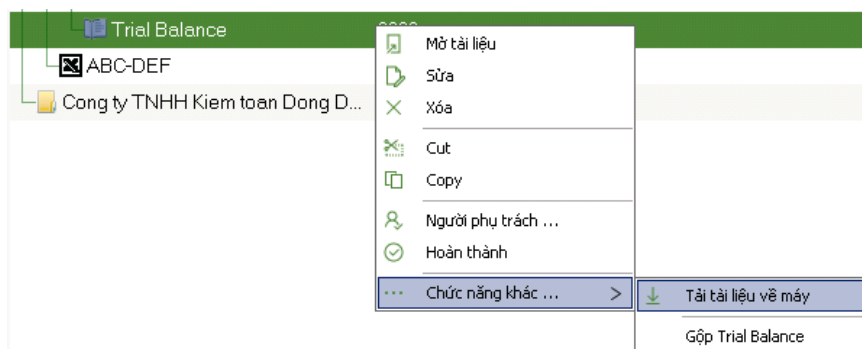 Trial Balance
ABC-DEF
Cong ty TNHH Kiem toan Dong D...
Mở tài liệu
Sửa
Xóa
Cut
Copy
Người phụ trách ...
Hoàn thành
Chức năng khác ... >
Tải tài liệu về máy
Gộp Trial Balance